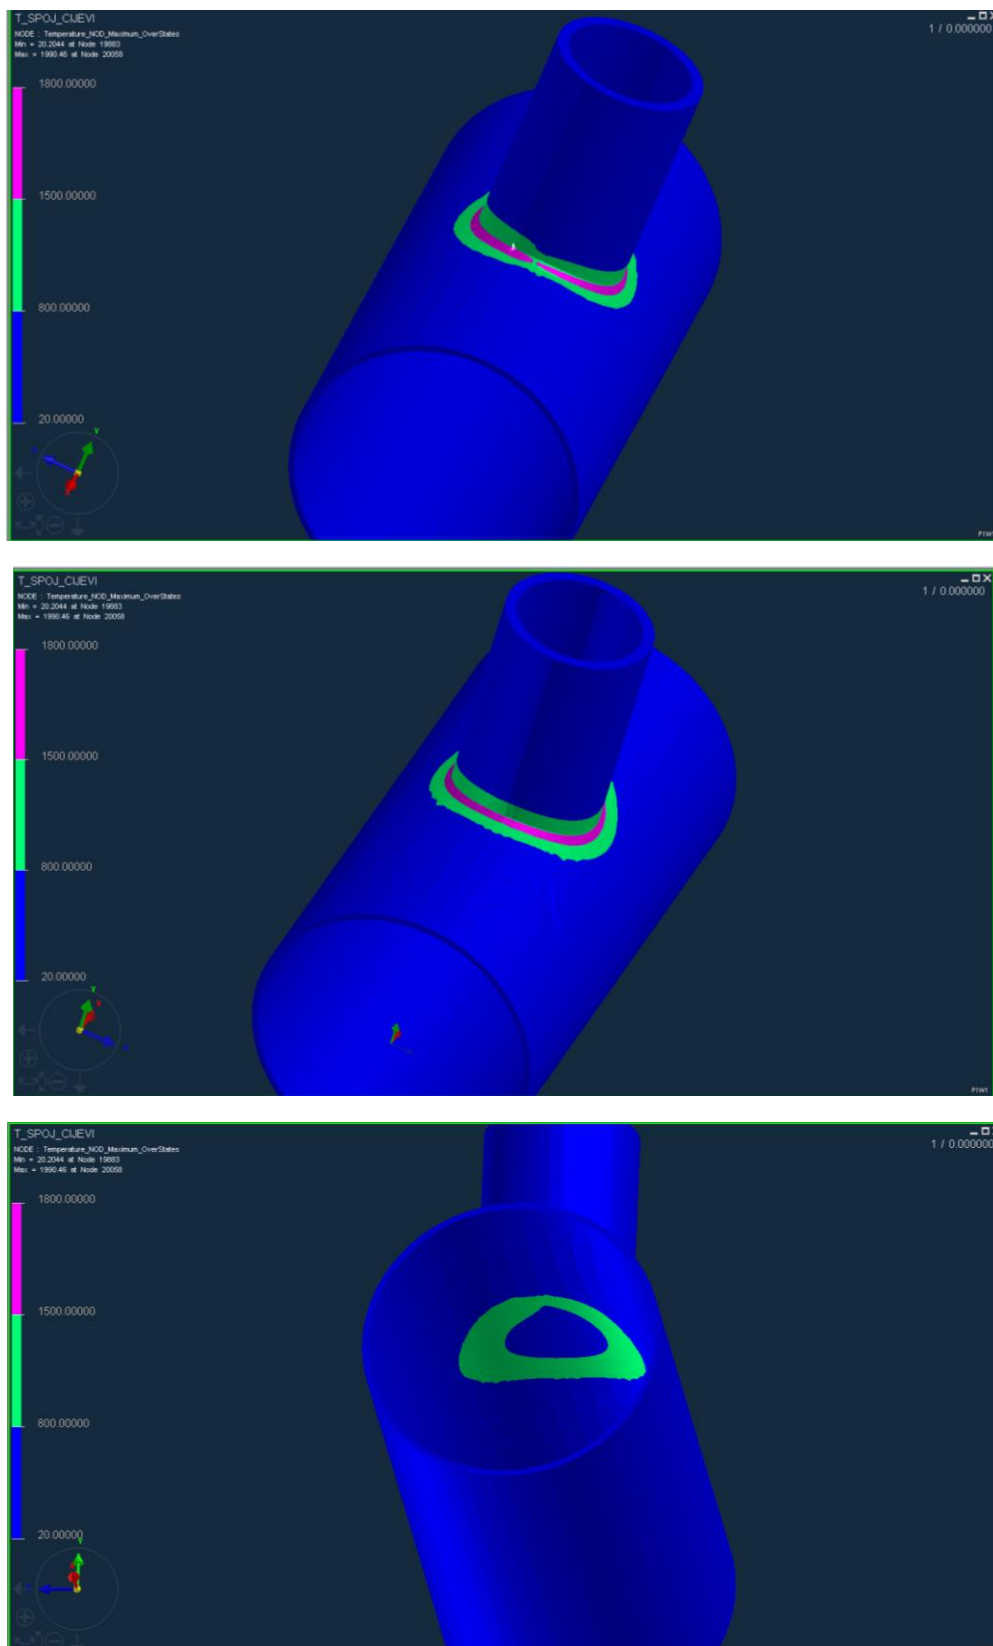 T_SPOJ_CIJEVI
NODE : Temperature_NOD_Maximum_OverStates
Min = 20.2044 at Node 19883
Max = 1990.46 at Node 20058
1 / 0.000000
1800.00000
1500.00000
800.00000
20.00000
Y
X
P1W1
T_SPOJ_CIJEVI
NODE : Temperature_NOD_Maximum_OverStates
Min = 20.2044 at Node 19883
Max = 1990.46 at Node 20058
1 / 0.000000
1800.00000
1500.00000
800.00000
20.00000
Y
X
P1W1
T_SPOJ_CIJEVI
NODE : Temperature_NOD_Maximum_OverStates
Min = 20.2044 at Node 19883
Max = 1990.46 at Node 20058
1 / 0.000000
1800.00000
1500.00000
800.00000
20.00000
Y